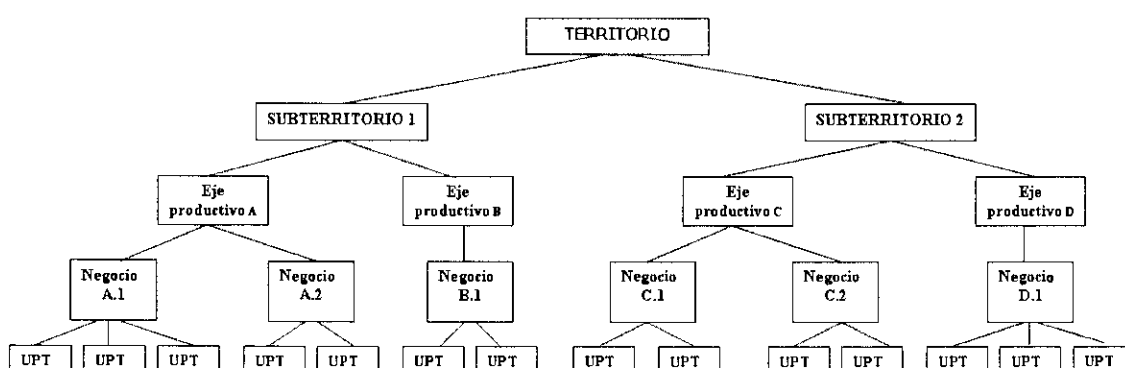 TERRITORIO
SUBTERRITORIO 1
SUBTERRITORIO 2
Eje
productivo A
Eje
productivo B
Eje
productivo C
Eje
productivo D
Negocio
A.1
Negocio
A.2
Negocio
B.1
Negocio
C.1
Negocio
C.2
Negocio
D.1
UPT
UPT
UPT
UPT
UPT
UPT
UPT
UPT
UPT
UPT
UPT
UPT
UPT
UPT